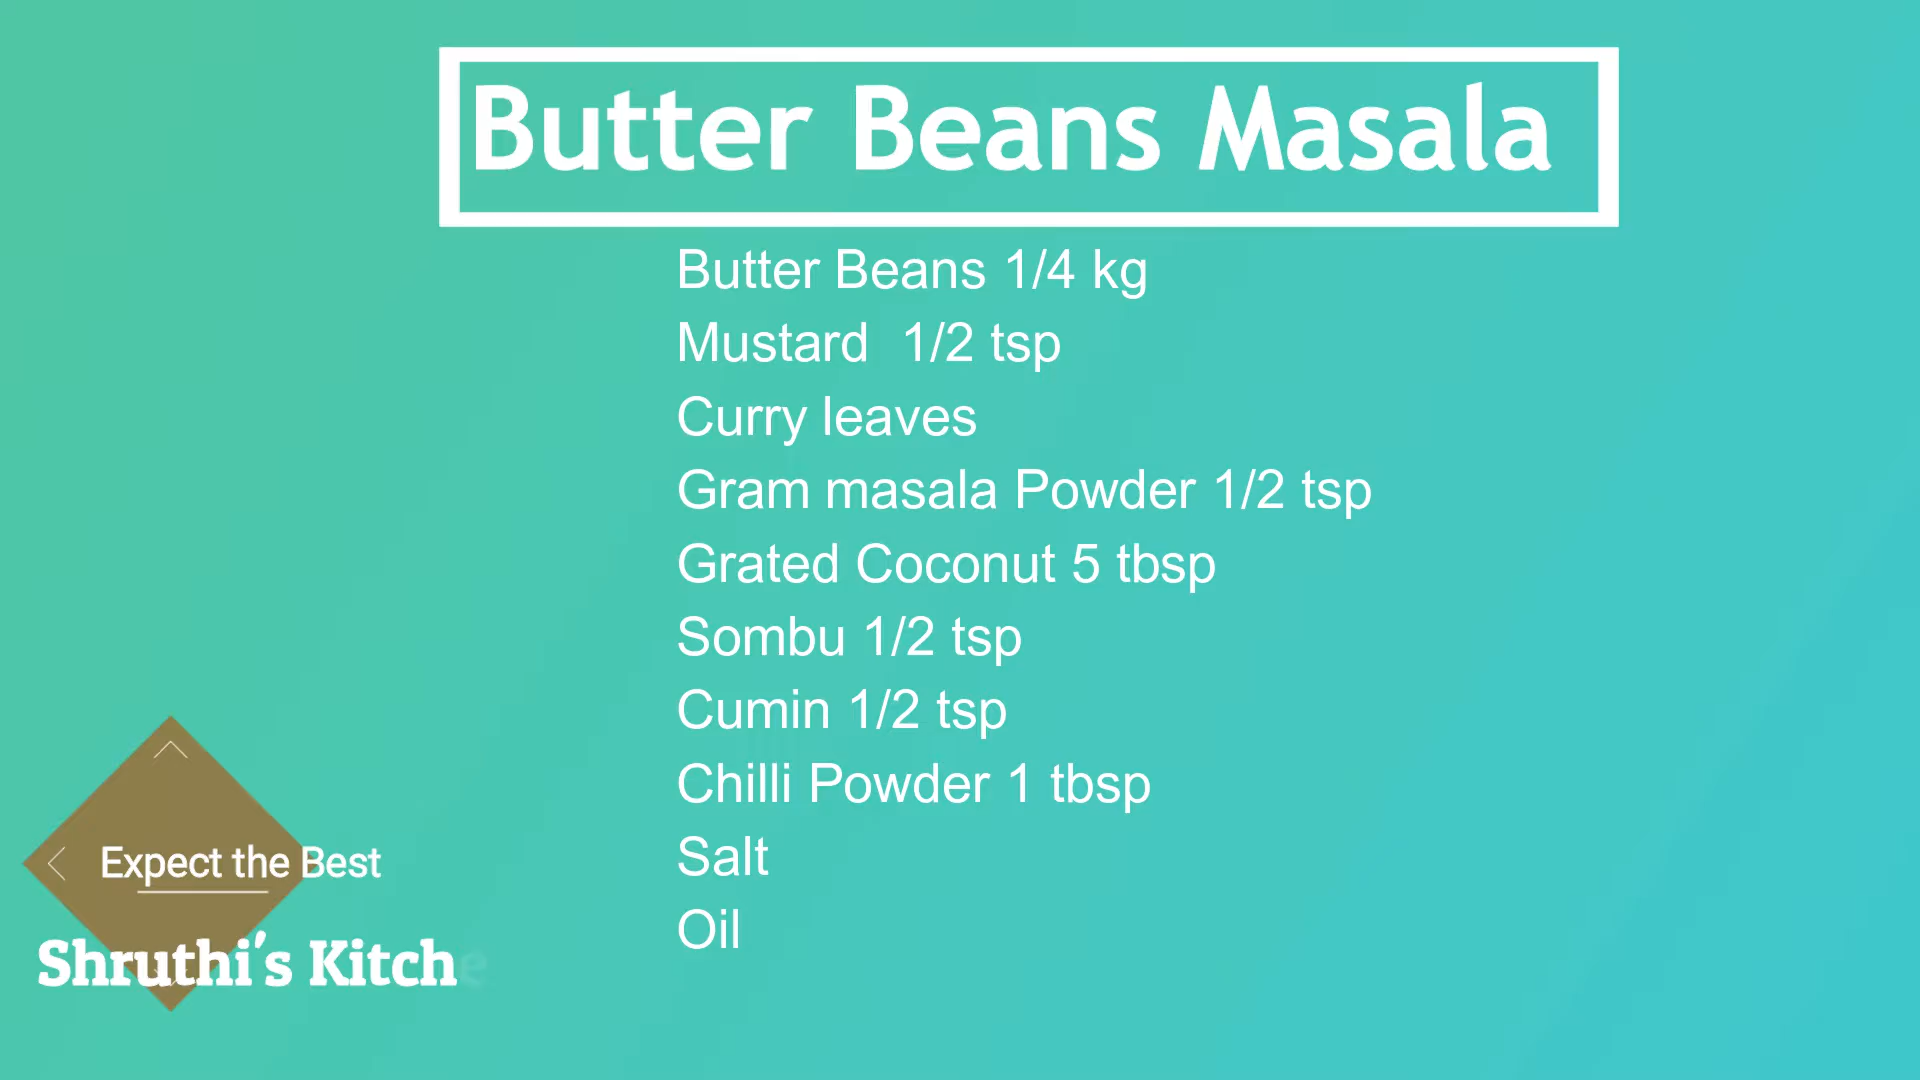 Butter Beans Masala
Butter Beans 1/4 kg
Mustard  1/2 tsp
Curry leaves
Gram masala Powder 1/2 tsp
Grated Coconut 5 tbsp
Sombu 1/2 tsp
Cumin 1/2 tsp
Chilli Powder 1 tbsp
Salt
Oil
Expect the Best
Shruthi's Kitche